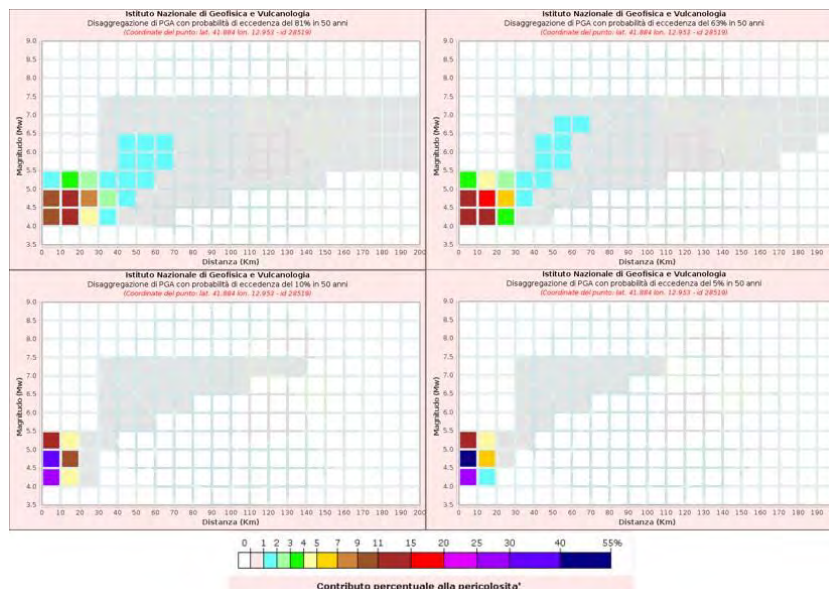 Istituto Nazionale di Geofisica e Vulcanologia
Disaggregazione di PGA con probabilità di eccedenza del 81% in 50 anni
(Coordinate del punto: lat. 41.884 lon. 12.953 - id 28519)
Magnitudo (Mw)
9.0
8.5
8.0
7.5
7.0
6.5
6.0
5.5
5.0
4.5
4.0
3.5
0 10 20 30 40 50 60 70 80 90 100 110 120 130 140 150 160 170 180 190 200
Distanza (Km)
Istituto Nazionale di Geofisica e Vulcanologia
Disaggregazione di PGA con probabilità di eccedenza del 63% in 50 anni
(Coordinate del punto: lat. 41.884 lon. 12.953 - id 28519)
Magnitudo (Mw)
9.0
8.5
8.0
7.5
7.0
6.5
6.0
5.5
5.0
4.5
4.0
3.5
0 10 20 30 40 50 60 70 80 90 100 110 120 130 140 150 160 170 180 190
Distanza (Km)
Istituto Nazionale di Geofisica e Vulcanologia
Disaggregazione di PGA con probabilità di eccedenza del 10% in 50 anni
(Coordinate del punto: lat. 41.884 lon. 12.953 - id 28519)
Magnitudo (Mw)
9.0
8.5
8.0
7.5
7.0
6.5
6.0
5.5
5.0
4.5
4.0
3.5
0 10 20 30 40 50 60 70 80 90 100 110 120 130 140 150 160 170 180 190 200
Distanza (Km)
Istituto Nazionale di Geofisica e Vulcanologia
Disaggregazione di PGA con probabilità di eccedenza del 5% in 50 anni
(Coordinate del punto: lat. 41.884 lon. 12.953 - id 28519)
Magnitudo (Mw)
9.0
8.5
8.0
7.5
7.0
6.5
6.0
5.5
5.0
4.5
4.0
3.5
0 10 20 30 40 50 60 70 80 90 100 110 120 130 140 150 160 170 180 190
Distanza (Km)
0 1 2 3 4 5 7 9 11 15 20 25 30 40 55%
Contributo percentuale alla pericolosita'